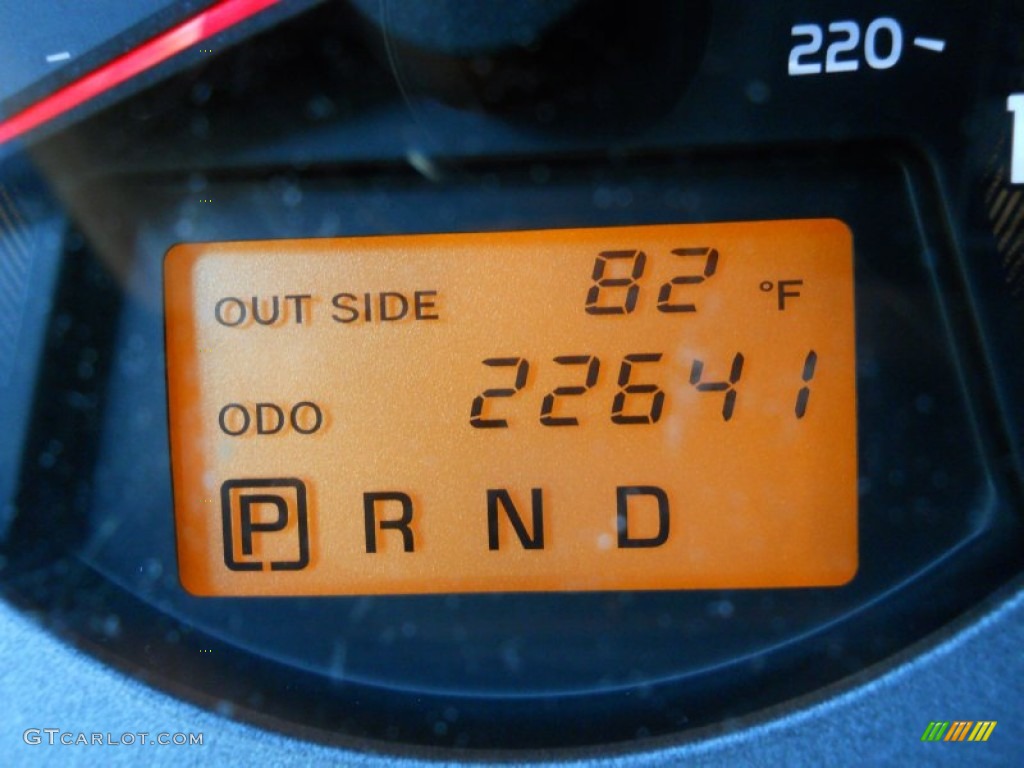 220
OUT SIDE 82 °F
ODO 22641
P R N D
GTCARLOT.COM